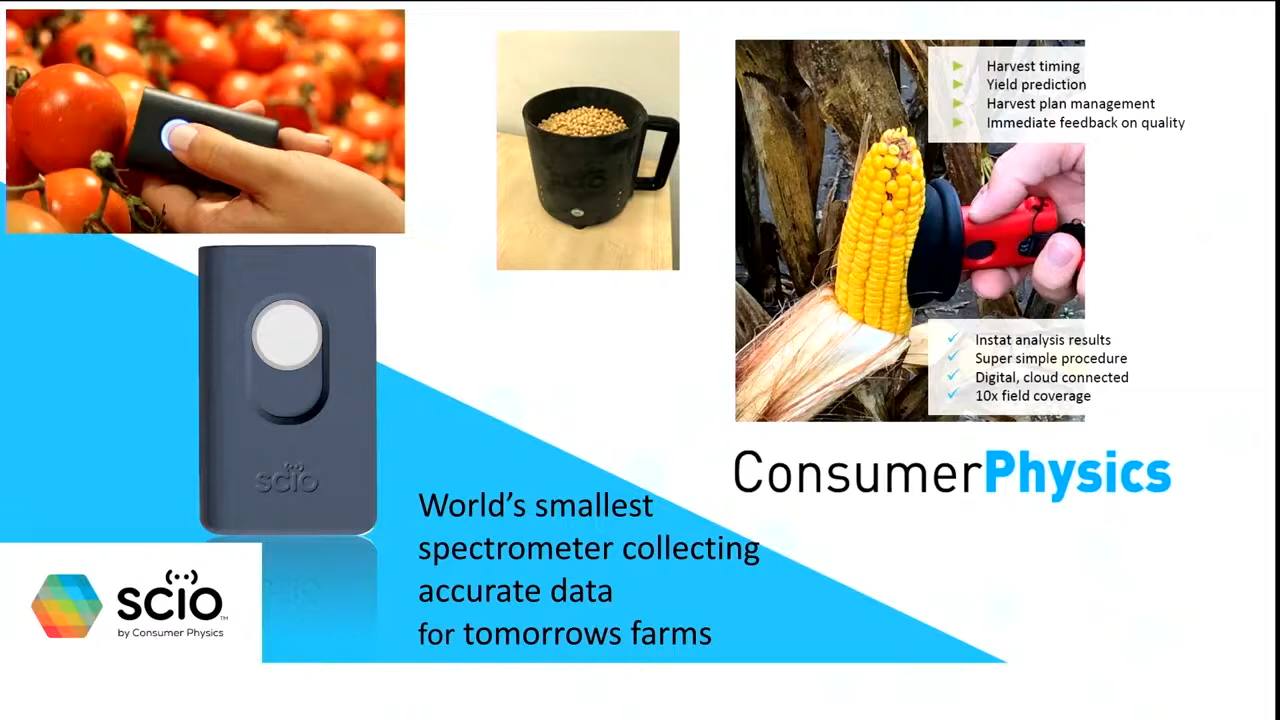 Harvest timing
Yield prediction
Harvest plan management
Immediate feedback on quality
SCiO
Instat analysis results
Super simple procedure
Digital, cloud connected
10x field coverage
ConsumerPhysics
scio
World's smallest
spectrometer collecting
accurate data
for tomorrows farms
scio™
by Consumer Physics